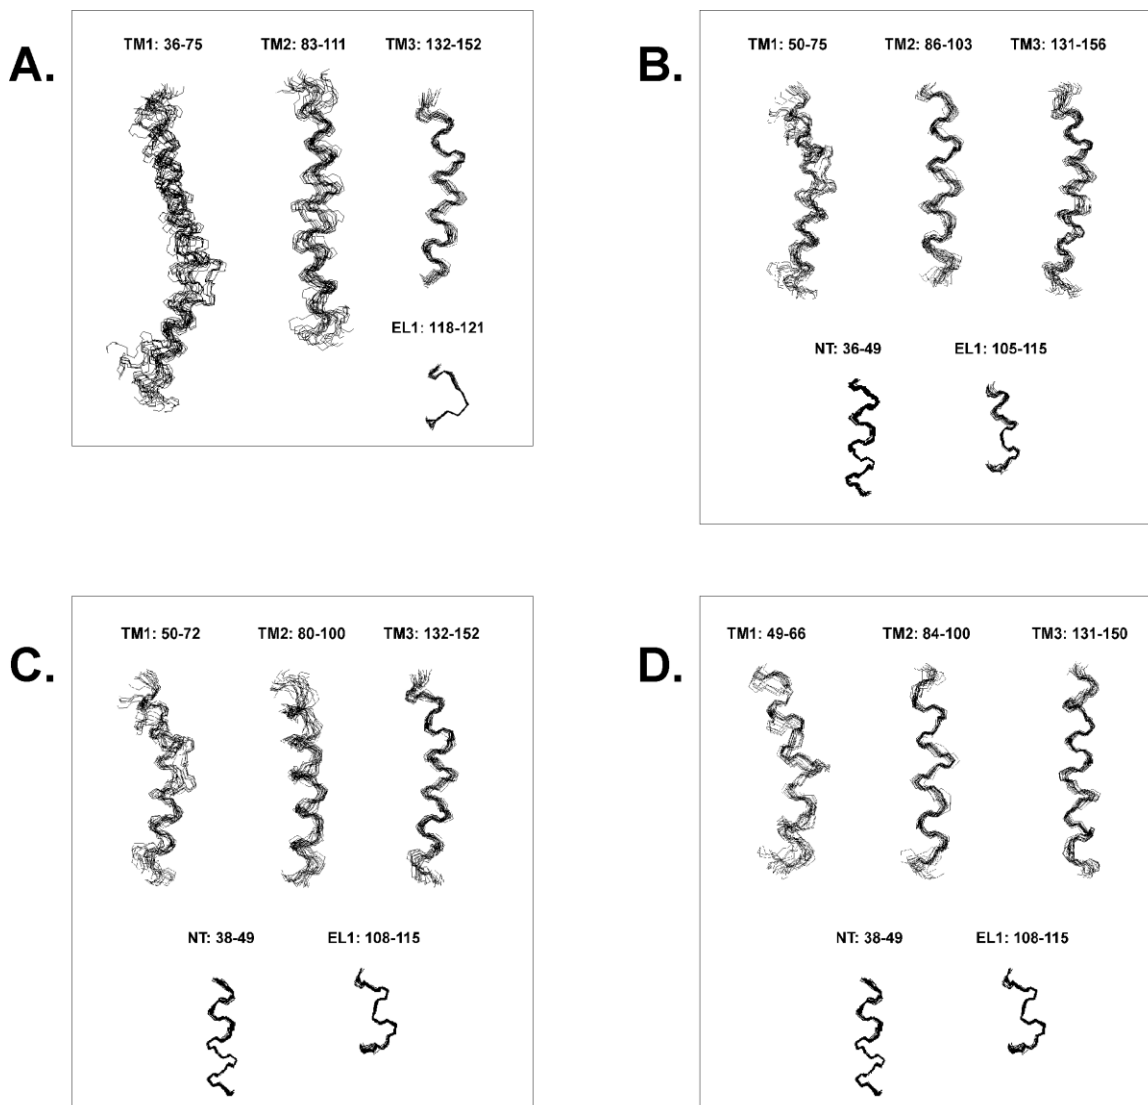 A.
TM1: 36-75 TM2: 83-111 TM3: 132-152
EL1: 118-121
B.
TM1: 50-75 TM2: 86-103 TM3: 131-156
NT: 36-49 EL1: 105-115
C.
TM1: 50-72 TM2: 80-100 TM3: 132-152
NT: 38-49 EL1: 108-115
D.
TM1: 49-66 TM2: 84-100 TM3: 131-150
NT: 38-49 EL1: 108-115